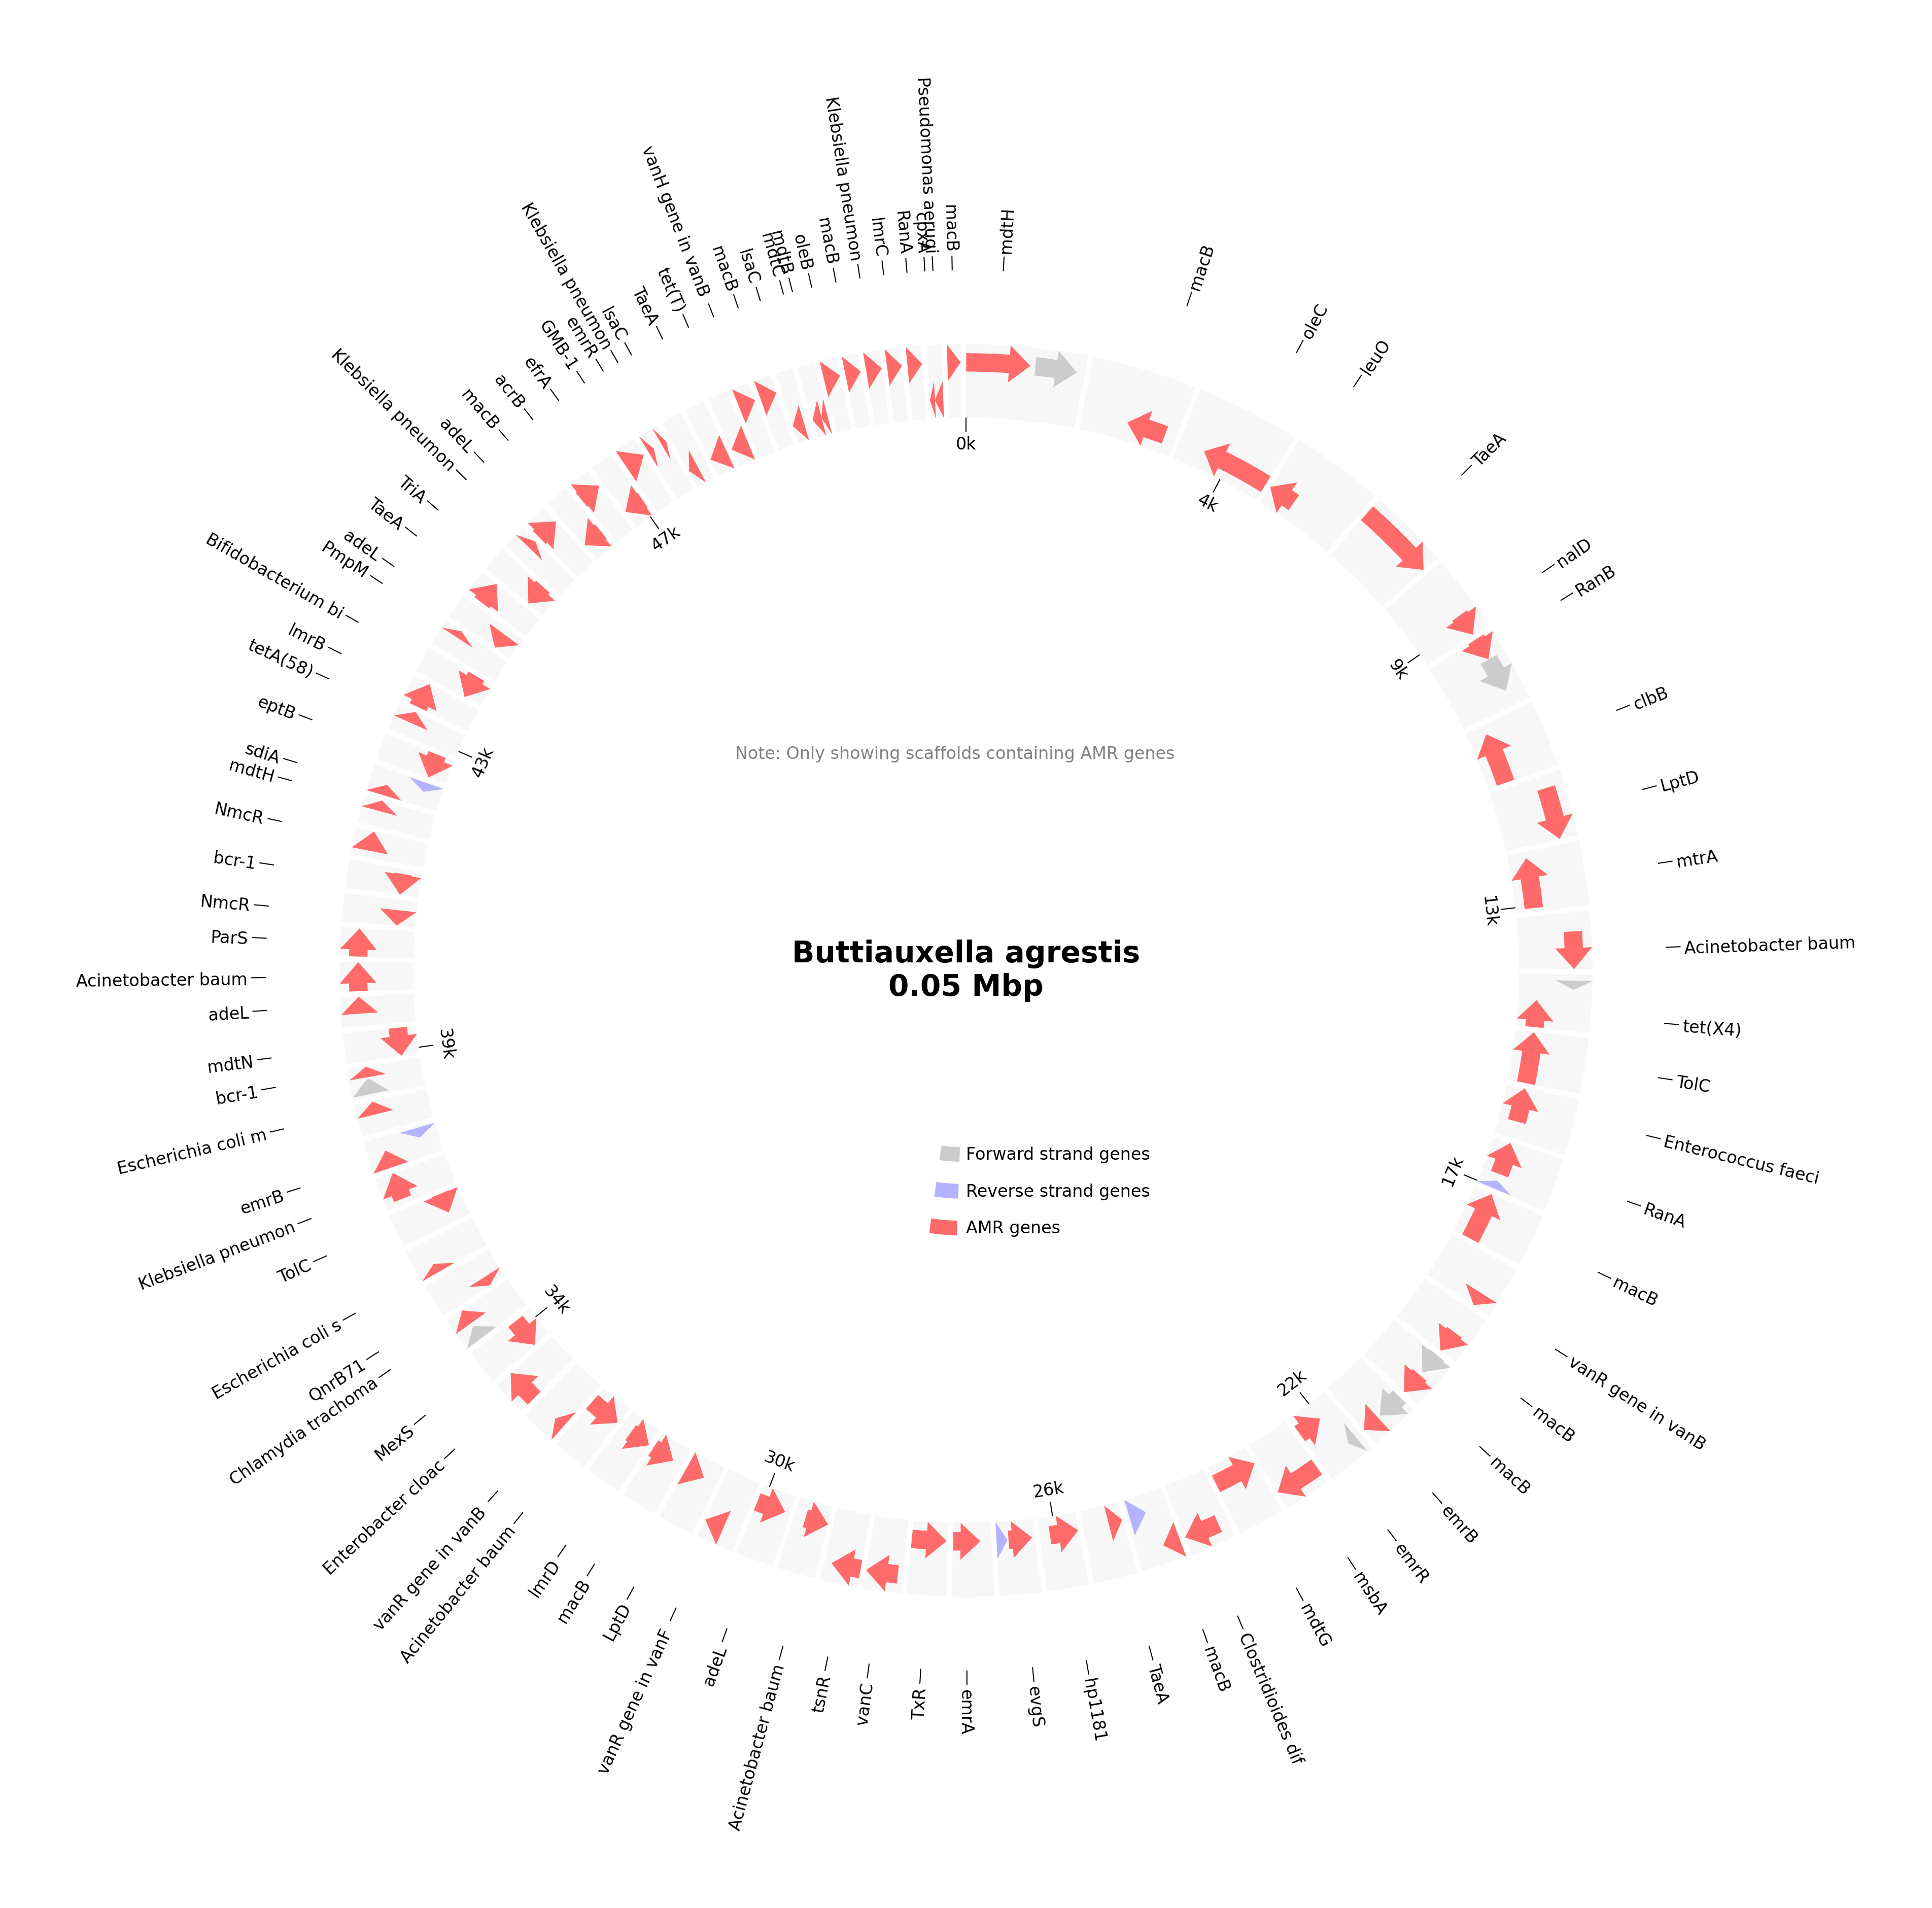 mdtH
macB
oleC
leuO
TaeA
nalD
RanB
clbB
LptD
mtrA
Acinetobacter baum
tet(X4)
TolC
Enterococcus faeci
RanA
macB
vanR gene in vanB
macB
macB
emrB
emrR
msbA
mdtG
Clostridioides dif
macB
TaeA
hp1181
evgS
emrA
TxR
vanC
tsnR
Acinetobacter baum
adeL
vanR gene in vanF
LptD
macB
lmrD
Acinetobacter baum
vanR gene in vanB
Enterobacter cloac
MexS
Chlamydia trachoma
QnrB71
Escherichia coli s
TolC
Klebsiella pneumon
emrB
Escherichia coli m
bcr-1
mdtN
adeL
Acinetobacter baum
ParS
NmcR
bcr-1
NmcR
mdtH
sdiA
eptB
tetA(58)
lmrB
Bifidobacterium bi
PmpM
adeL
TaeA
TriA
Klebsiella pneumon
adeL
macB
acrB
efrA
GMB-1
emrR
Klebsiella pneumon
lsaC
TaeA
tet(T)
vanH gene in vanB
macB
lsaC
mdtC
mdtB
oleB
macB
Klebsiella pneumon
lmrC
RanA
cpxA
Pseudomonas aerugi
macB
0k
4k
9k
13k
17k
22k
26k
30k
34k
39k
43k
47k
Note: Only showing scaffolds containing AMR genes
Buttiauxella agrestis
0.05 Mbp
Forward strand genes
Reverse strand genes
AMR genes